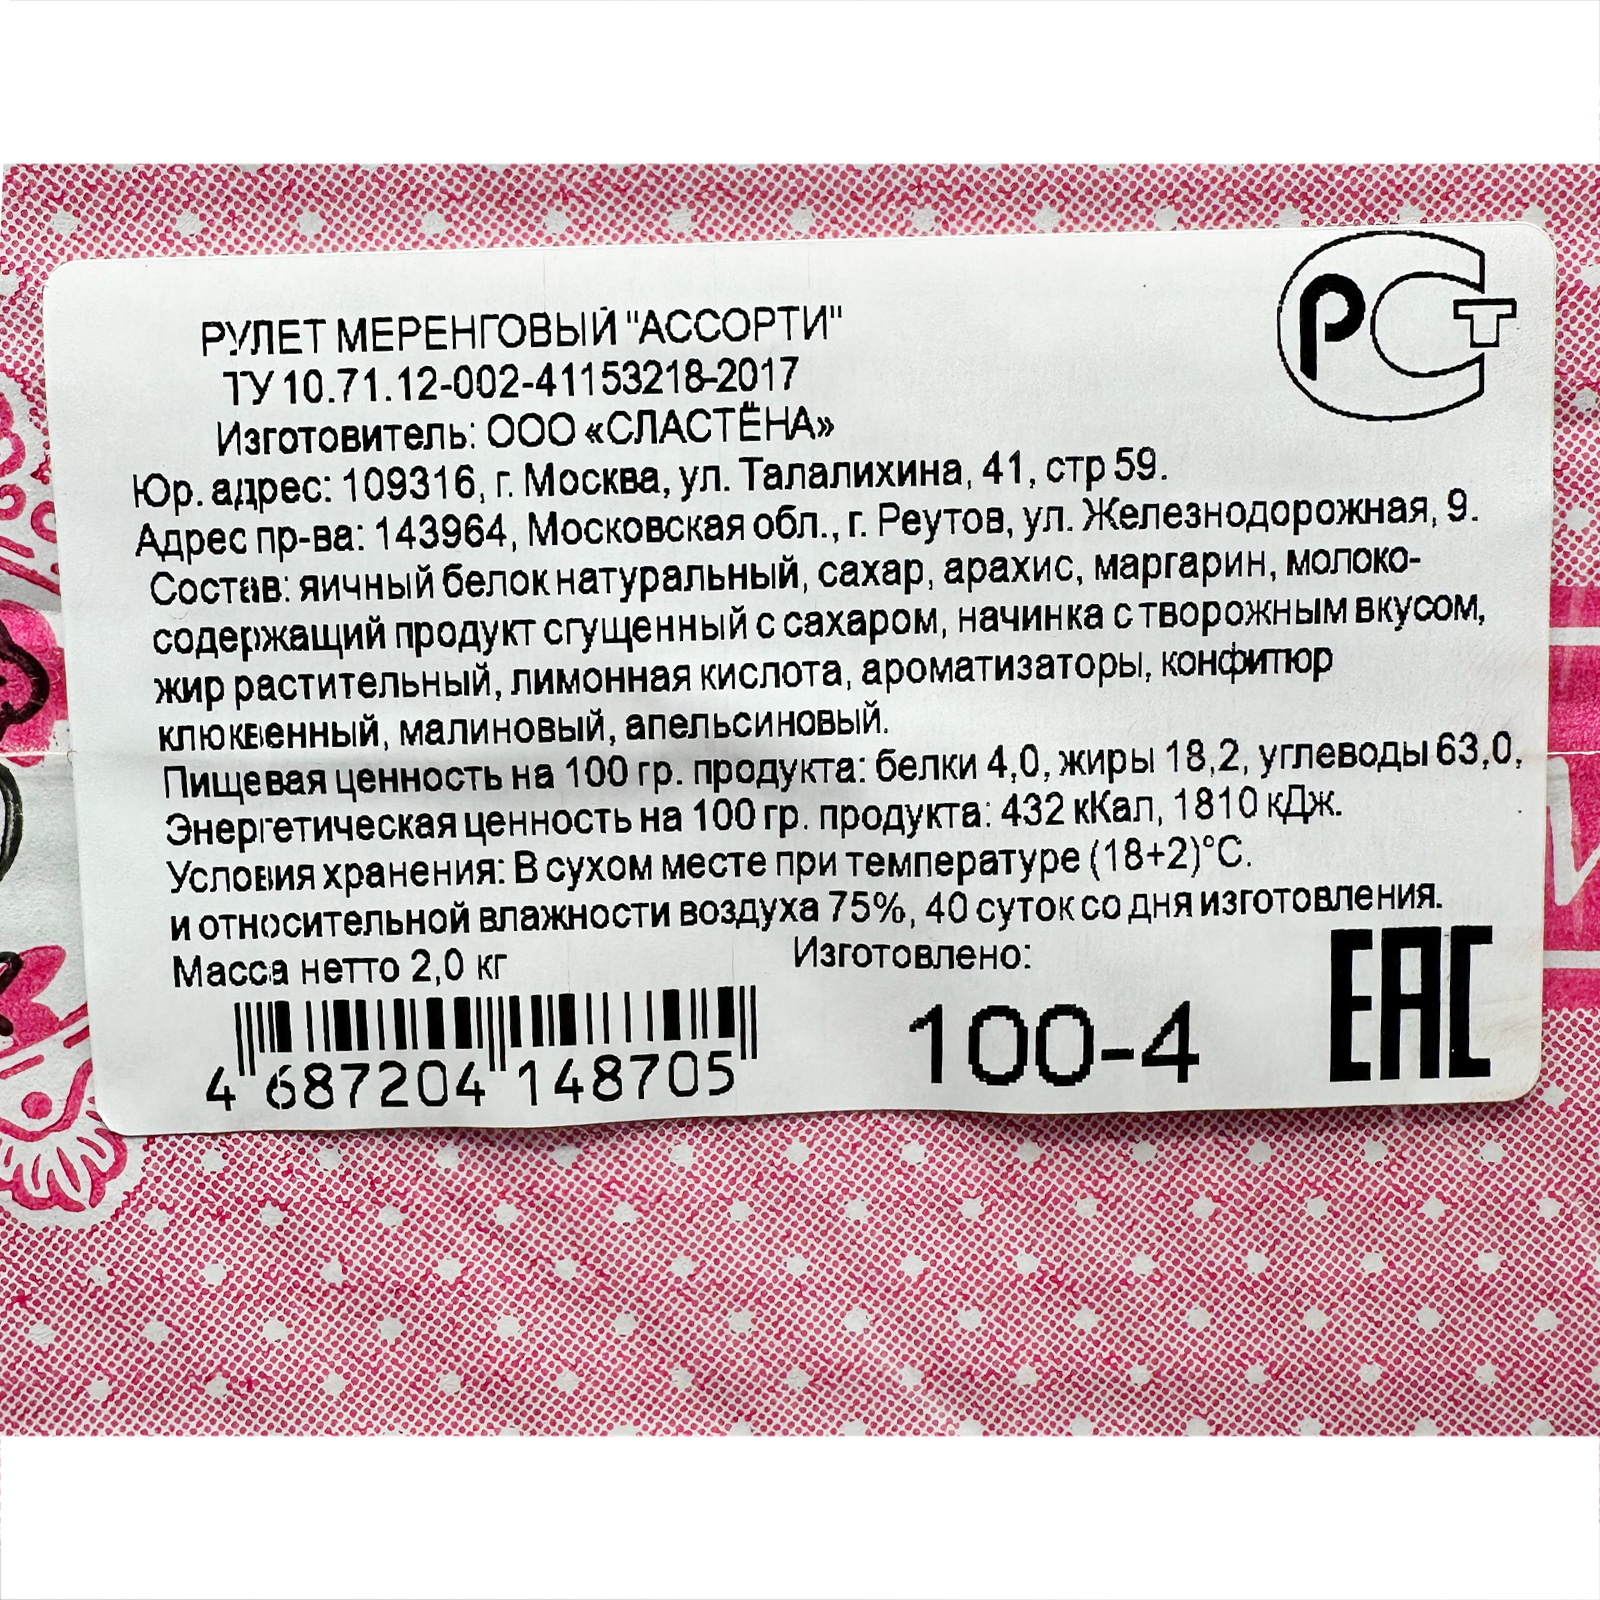 РУЛЕТ МЕРЕНГОВЫЙ "АССОРТИ"
ТУ 10.71.12-002-41153218-2017
Изготовитель: ООО «СЛАСТЁНА»
Юр. адрес: 109316, г. Москва, ул. Талалихина, 41, стр 59.
Адрес пр-ва: 143964, Московская обл., г. Реутов, ул. Железнодорожная, 9.
Состав: яичный белок натуральный, сахар, арахис, маргарин, молоко-
содержащий продукт сгущенный с сахаром, начинка с творожным вкусом,
жир растительный, лимонная кислота, ароматизаторы, конфитюр
клюквенный, малиновый, апельсиновый.
Пищевая ценность на 100 гр. продукта: белки 4,0, жиры 18,2, углеводы 63,0,
Энергетическая ценность на 100 гр. продукта: 432 кКал, 1810 кДж.
Условия хранения: В сухом месте при температуре (18+2)°С.
и относительной влажности воздуха 75%, 40 суток со дня изготовления.
Масса нетто 2,0 кг Изготовлено:
100-4
4 687204 148705
РСТ
EAC